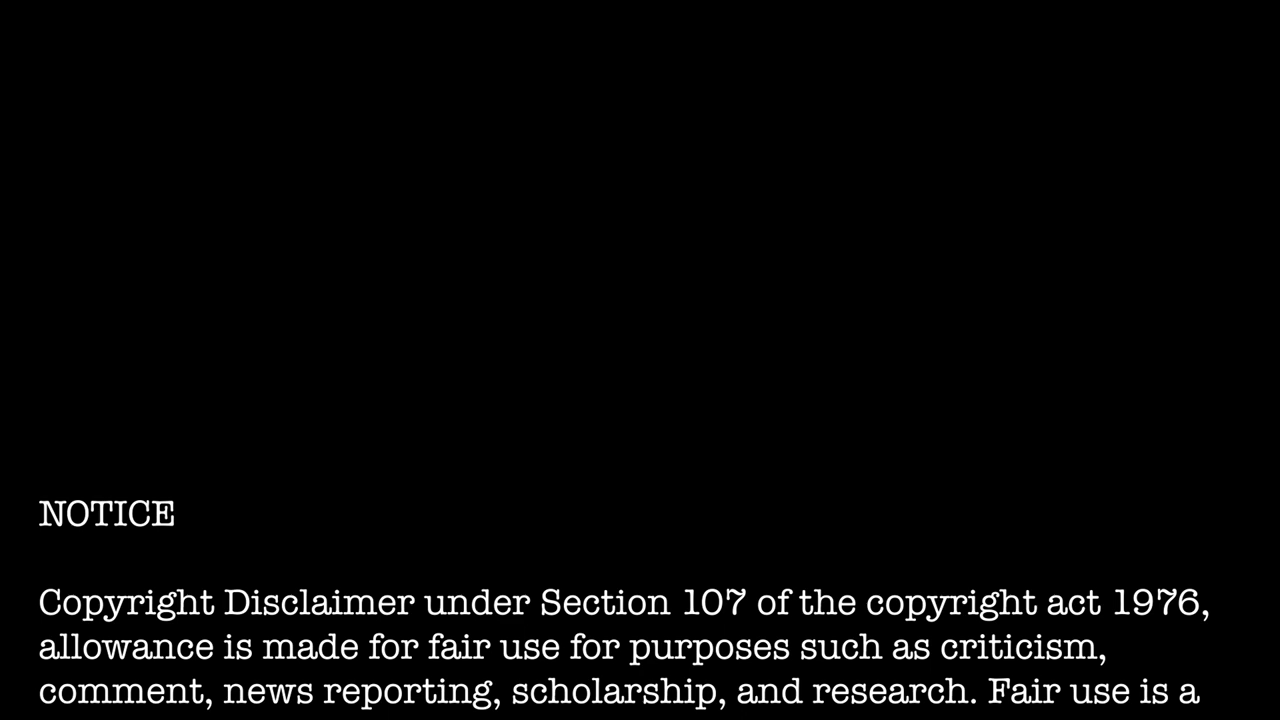 NOTICE
Copyright Disclaimer under Section 107 of the copyright act 1976,
allowance is made for fair use for purposes such as criticism,
comment, news reporting, scholarship, and research. Fair use is a